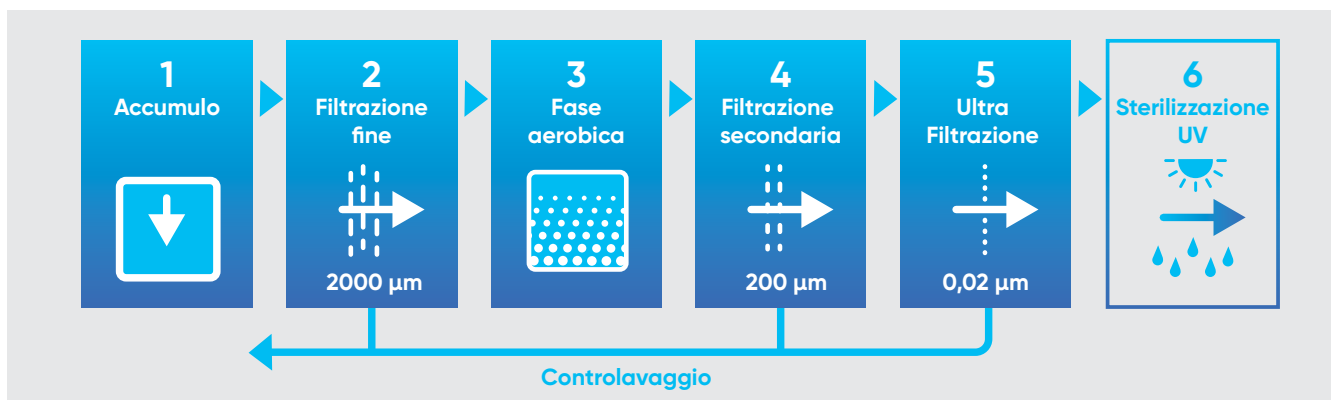 1
Accumulo
2
Filtrazione
fine
2000 µm
3
Fase
aerobica
4
Filtrazione
secondaria
200 µm
5
Ultra
Filtrazione
0,02 µm
6
Sterilizzazione
UV
Controlavaggio